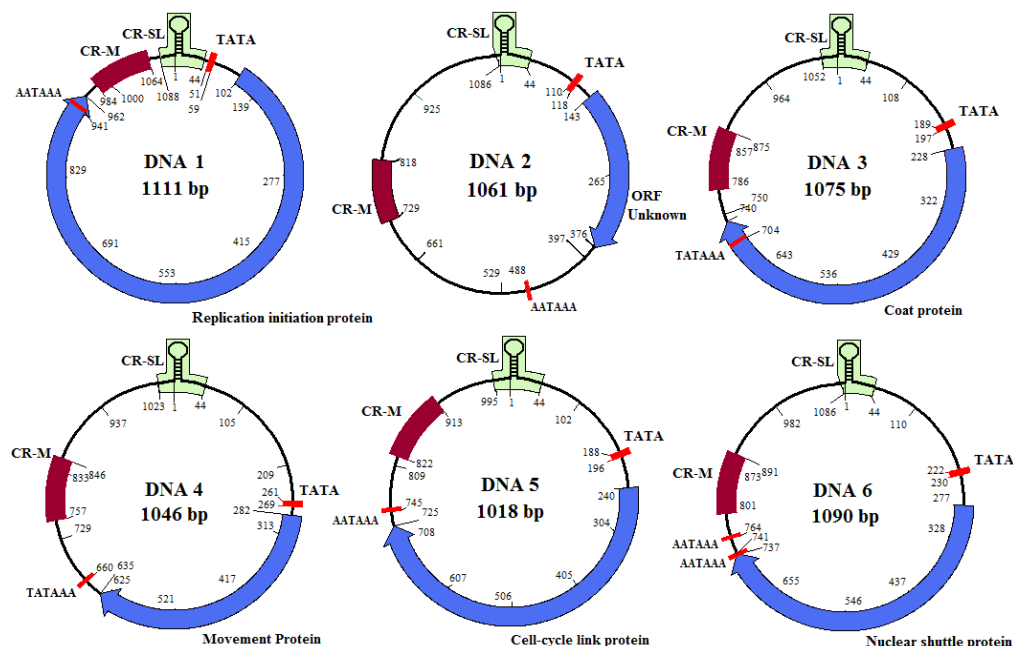 CR-SL
TATA
CR-M
1064
1088
1
44
51
59
102
139
1000
984
962
941
AATAAA
829
277
691
415
553
DNA 1
1111 bp
Replication initiation protein
CR-SL
TATA
1086
1
44
110
118
143
925
818
CR-M
729
265
ORF
Unknown
376
397
661
529
488
AATAAA
DNA 2
1061 bp
CR-SL
1052
1
44
108
TATA
189
197
228
964
CR-M
875
857
786
750
740
704
TATAAA
643
322
429
536
DNA 3
1075 bp
Coat protein
CR-SL
1023
1
44
105
937
CR-M
846
833
757
729
209
261
269
TATA
282
313
417
521
660
635
625
TATAAA
DNA 4
1046 bp
Movement Protein
CR-SL
995
1
44
102
CR-M
913
822
809
TATA
188
196
240
304
405
506
607
745
725
708
AATAAA
DNA 5
1018 bp
Cell-cycle link protein
CR-SL
1086
1
44
110
982
CR-M
891
873
801
TATA
222
230
277
328
437
546
655
764
741
737
AATAAA
AATAAA
DNA 6
1090 bp
Nuclear shuttle protein